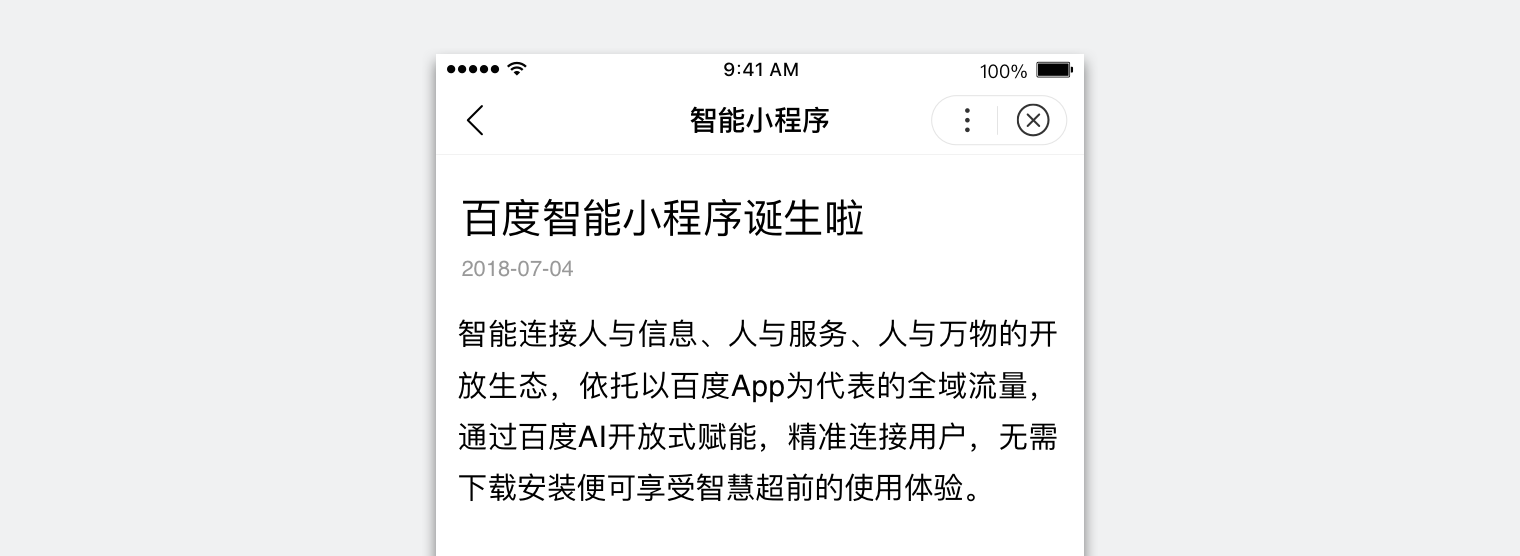 9:41 AM 100%
智能小程序
百度智能小程序诞生啦
2018-07-04
智能连接人与信息、人与服务、人与万物的开
放生态，依托以百度App为代表的全域流量，
通过百度AI开放式赋能，精准连接用户，无需
下载安装便可享受智慧超前的使用体验。